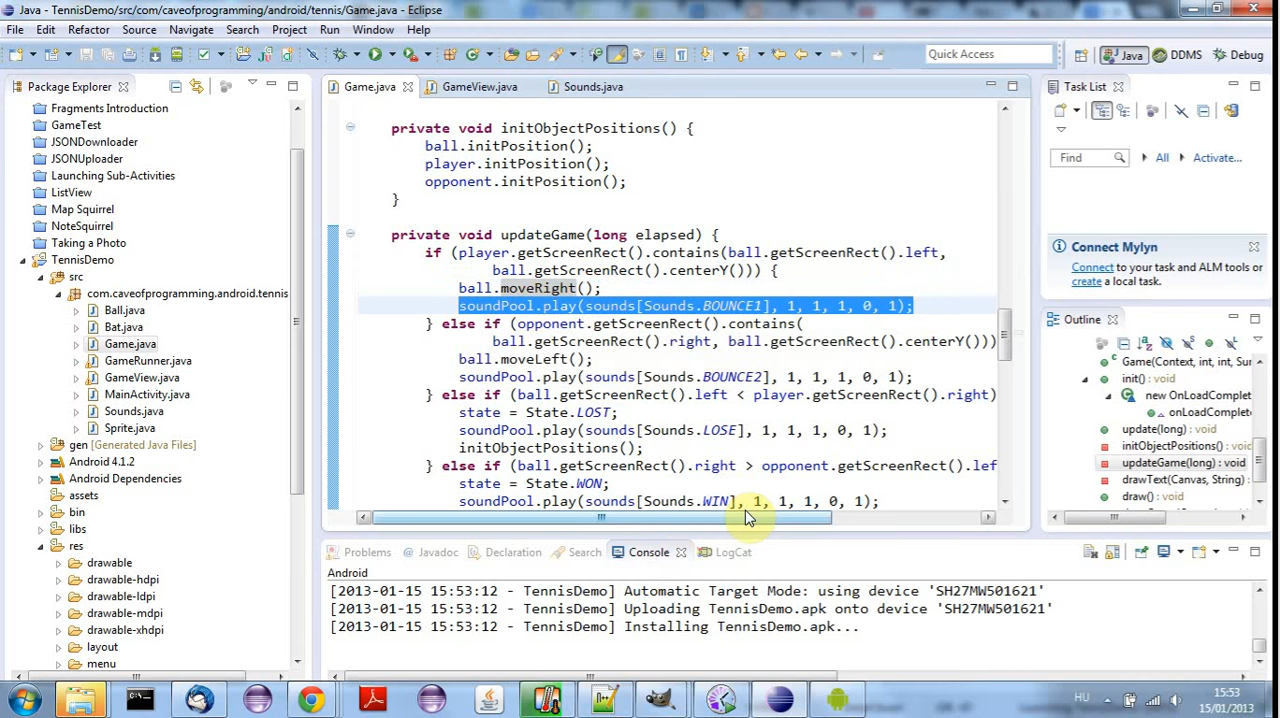 Java - TennisDemo/src/com/caveofprogramming/android/tennis/Game.java - Eclipse
File Edit Refactor Source Navigate Search Project Run Window Help
Quick Access
Java
DDMS
Debug
Package Explorer
Fragments Introduction
GameTest
JSONDownloader
JSONUploader
Launching Sub-Activities
ListView
Map Squirrel
NoteSquirrel
Taking a Photo
TennisDemo
src
com.caveofprogramming.android.tennis
Ball.java
Bat.java
Game.java
GameRunner.java
GameView.java
MainActivity.java
Sounds.java
Sprite.java
gen [Generated Java Files]
Android 4.1.2
Android Dependencies
assets
bin
libs
res
drawable
drawable-hdpi
drawable-ldpi
drawable-mdpi
drawable-xhdpi
layout
menu
Game.java
GameView.java
Sounds.java
private void initObjectPositions() {
ball.initPosition();
player.initPosition();
opponent.initPosition();
}
private void updateGame(long elapsed) {
if (player.getScreenRect().contains(ball.getScreenRect().left,
ball.getScreenRect().centerY())) {
ball.moveRight();
soundPool.play(sounds[Sounds.BOUNCE1], 1, 1, 1, 0, 1);
} else if (opponent.getScreenRect().contains(
ball.getScreenRect().right, ball.getScreenRect().centerY()))
ball.moveLeft();
soundPool.play(sounds[Sounds.BOUNCE2], 1, 1, 1, 0, 1);
} else if (ball.getScreenRect().left < player.getScreenRect().right)
state = State.LOST;
soundPool.play(sounds[Sounds.LOSE], 1, 1, 1, 0, 1);
initObjectPositions();
} else if (ball.getScreenRect().right > opponent.getScreenRect().lef
state = State.WON;
soundPool.play(sounds[Sounds.WIN], 1, 1, 1, 0, 1);
Task List
Find
All
Activate...
Connect Mylyn
Connect to your task and ALM tools or
create a local task.
Outline
Game(Context, int, int, Sur
init() : void
new OnLoadComplet
onLoadComplet
update(long) : void
initObjectPositions() : void
updateGame(long) : void
drawText(Canvas, String) :
draw() : void
Problems
Javadoc
Declaration
Search
Console
LogCat
Android
[2013-01-15 15:53:12 - TennisDemo] Automatic Target Mode: using device 'SH27MW501621'
[2013-01-15 15:53:12 - TennisDemo] Uploading TennisDemo.apk onto device 'SH27MW501621'
[2013-01-15 15:53:12 - TennisDemo] Installing TennisDemo.apk...
HU
15:53
15/01/2013